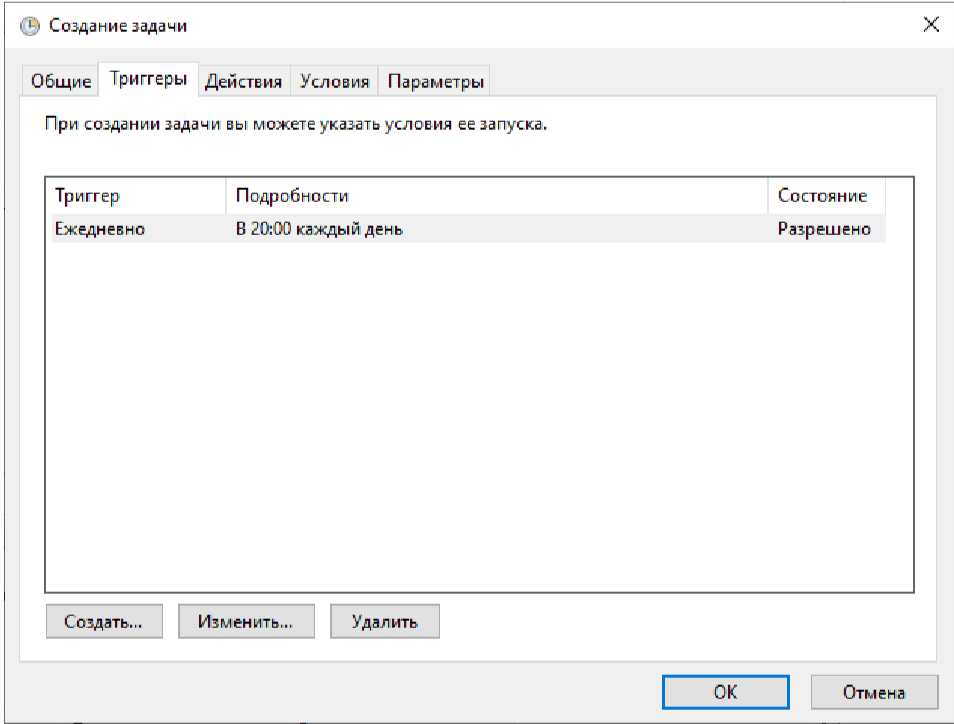 Создание задачи
Общие Триггеры Действия Условия Параметры
При создании задачи вы можете указать условия ее запуска.
Триггер Подробности Состояние
Ежедневно В 20:00 каждый день Разрешено
Создать... Изменить... Удалить
ОК Отмена